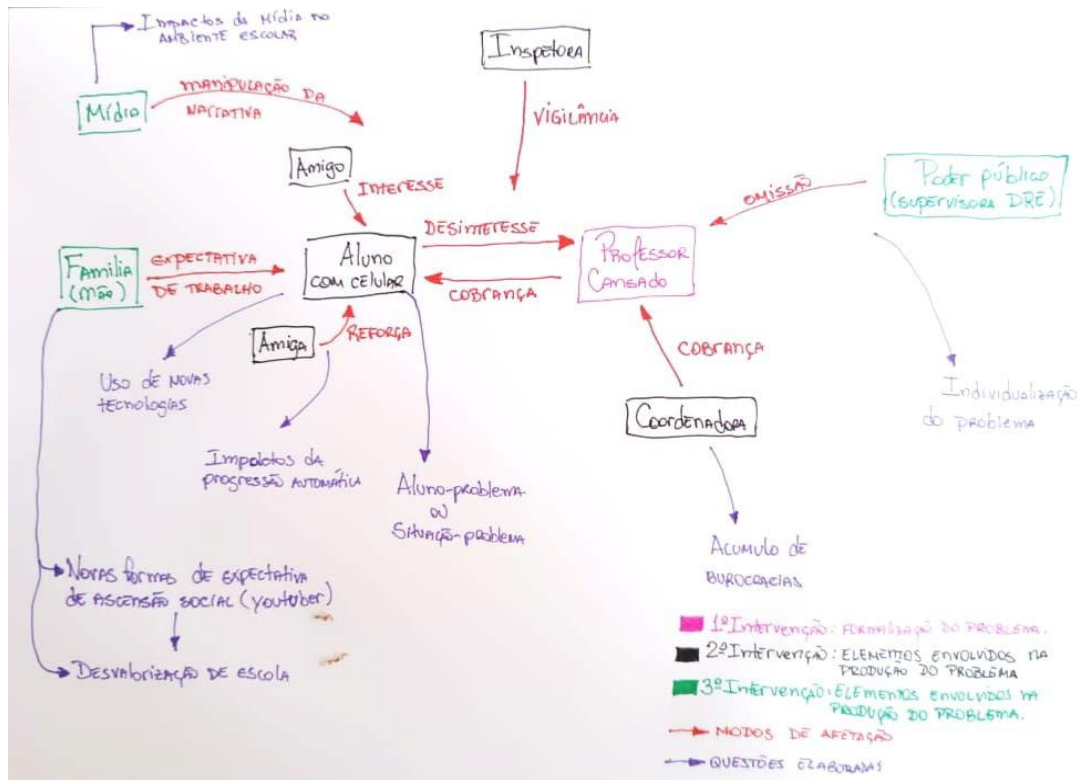 Impactos da Mídia no
AMBIENTE ESCOLAR
Mídia
MANIPULAÇÃO DA
NARRATIVA
Inspetora
VIGILÂNCIA
Amigo
INTERESSE
Poder público
(SUPERVISORA DRE)
OMISSÃO
Família
(mãe)
EXPECTATIVA
DE TRABALHO
Aluno
COM CELULAR
DESINTERESSE
COBRANÇA
Professor
Cansado
Amiga
REFORÇA
COBRANÇA
Uso de NOVAS
tecnologias
Coordenadora
Individualização
do problema
Impactos da
progressão AUTOMÁTICA
Aluno-problema
OU
Situação-problema
Acumulo de
BUROCRACIAS
Novas formas de EXPECTATIVA
DE ASCENSÃO SOCIAL (youtuber)
Desvalorização DE ESCOLA
1ª Intervenção: FORMALIZAÇÃO DO PROBLEMA.
2ª Intervenção: ELEMENTOS ENVOLVIDOS NA
PRODUÇÃO DO PROBLEMA
3ª Intervenção: ELEMENTOS ENVOLVIDOS NA
PRODUÇÃO DO PROBLEMA.
MODOS DE AFETAÇÃO
QUESTÕES ELABORADAS